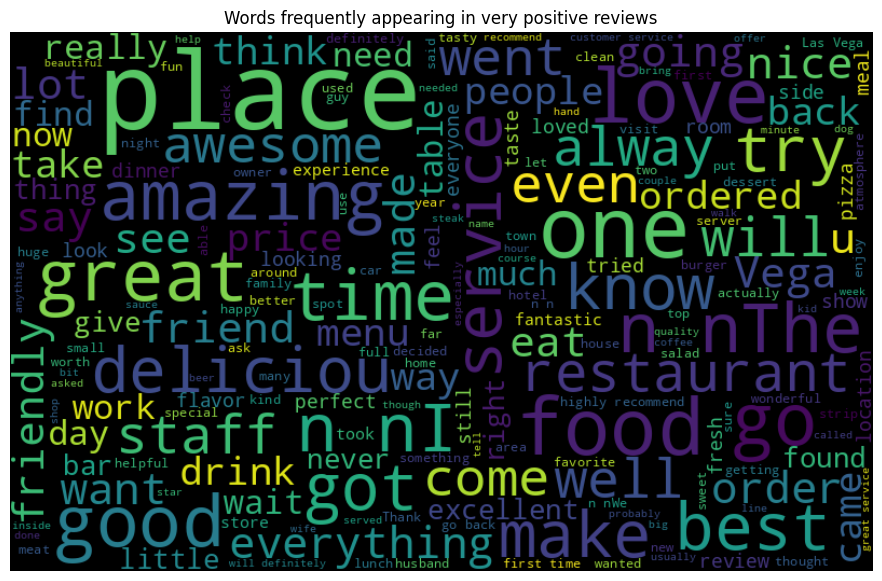 Words frequently appearing in very positive reviews
really
think
need
went
going
nice
Las Vega
meal
help
definitely
tasty
recommend
customer service
offer
beautiful
fun
lot
place
used
guy
needed
said
people
clean
first
bring
love
side
back
find
check
now
awesome
night
table
everyone
taste
loved
hand
visit
room
minute
dog
alway
try
take
dinner
owner
experience
let
two
put
couple
dessert
pizza
atmosphere
thing
amazing
use
year
made
service
even
ordered
say
able
steak
name
walk
server
one
will
u
see
price
feel
town
hour
course
huge
look
looking
car
much
tried
burger
Vega
enjoy
anything
great
around
family
better
time
especially
hotel
n n
know
actually
show
week
sauce
spot
fantastic
top
kid
give
happy
friend
menu
far
eat
house
quality
coffee
salad
n nThe
small
ask
full
decided
home
worth
bit
asked
deliciou
way
restaurant
friendly
beer
many
right
highly recommend
wonderful
strip
location
work
flavor
kind
perfect
though
still
food
go
shop
special
day
staff
n nI
took
tell
area
fresh
sure
called
bar
helpful
never
something
favorite
found
want
star
drink
got
come
well
getting
sweet
order
came
inside
wait
store
served
Thank
go back
excellent
n nWe
probably
big
line
best
great service
done
good
wife
everything
make
new
usually
review
thought
meat
little
will definitely
lunch
husband
first time
wanted